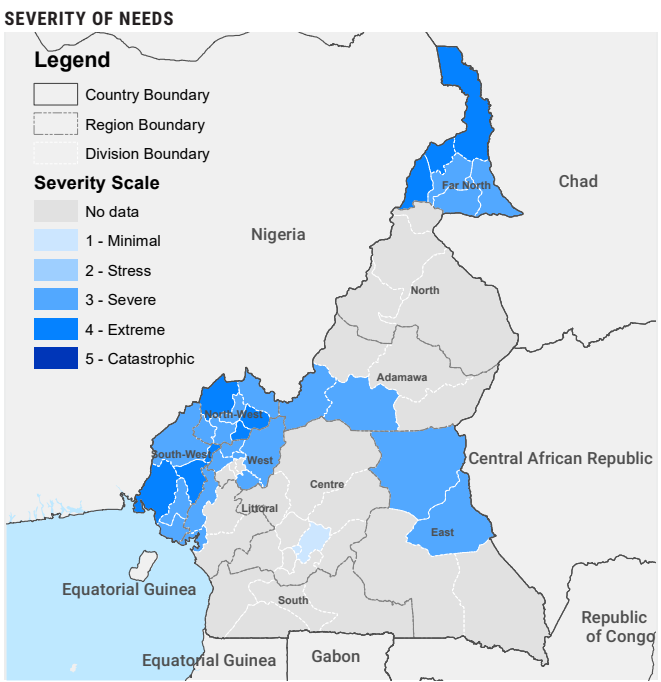 SEVERITY OF NEEDS
Legend
Country Boundary
Region Boundary
Division Boundary
Severity Scale
No data
1 - Minimal
2 - Stress
3 - Severe
4 - Extreme
5 - Catastrophic
Far North
Chad
Nigeria
North
Adamawa
North-West
South-West
West
Central African Republic
Centre
Littoral
East
Equatorial Guinea
South
Republic
of Congo
Equatorial Guinea
Gabon